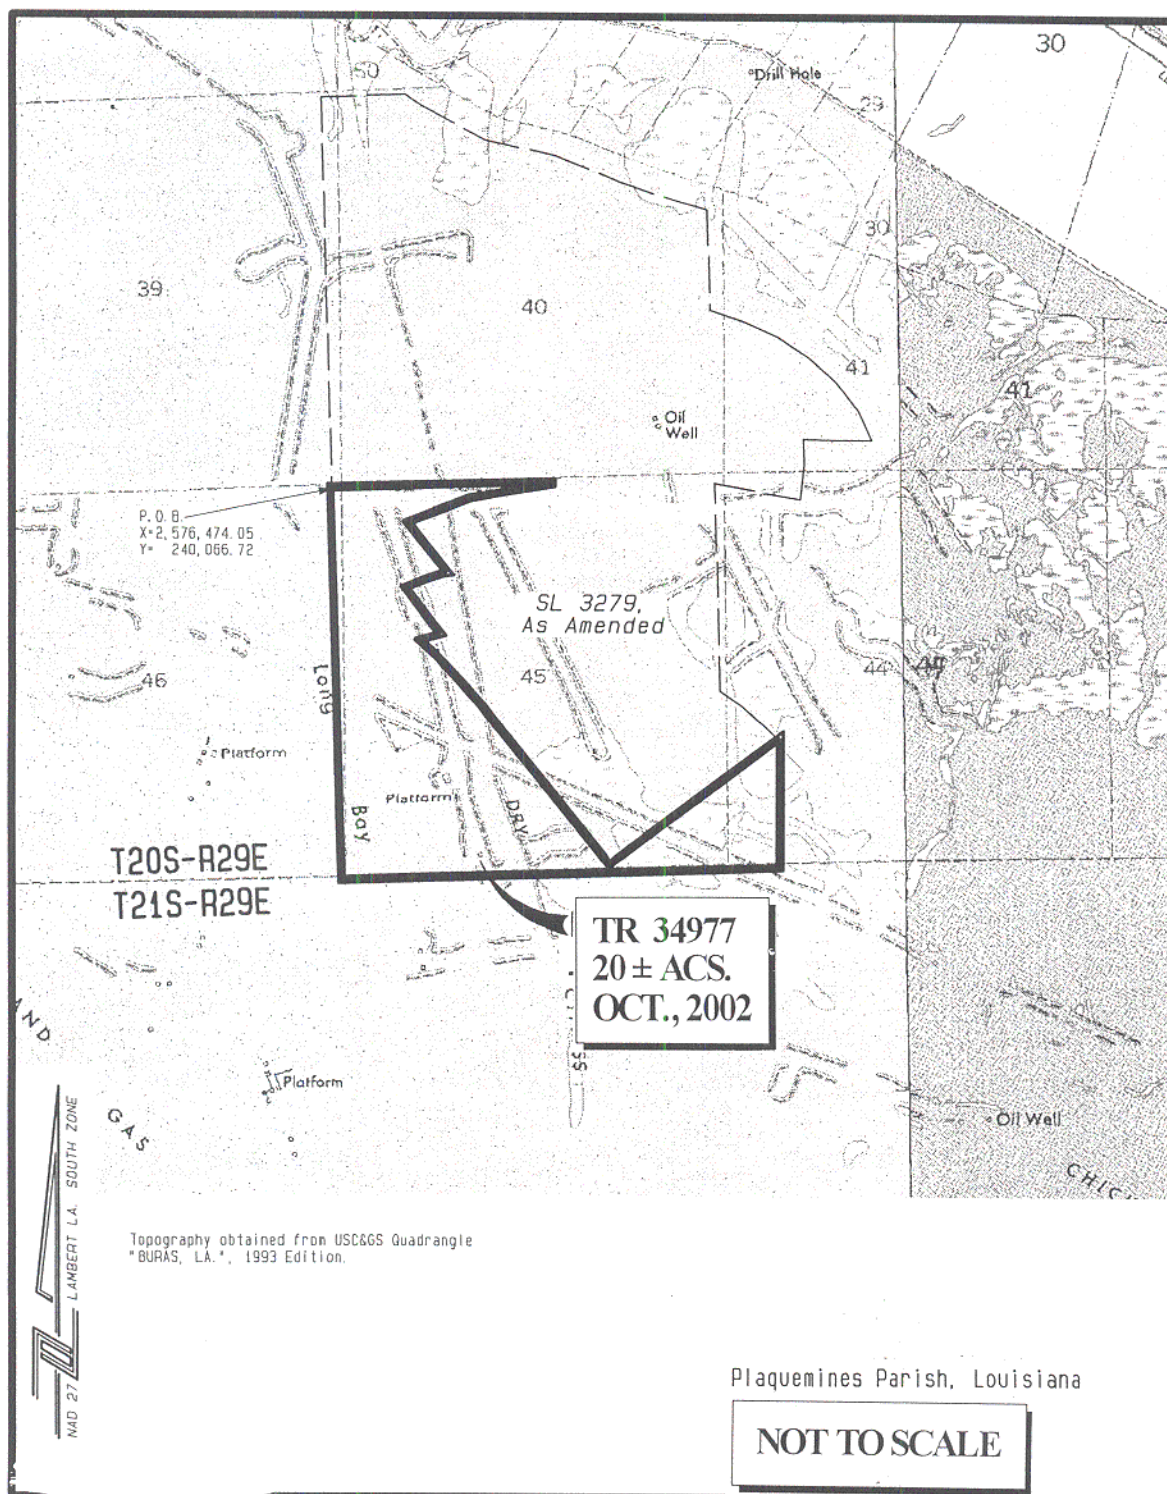 30
50
Drill Hole
29
30
39
40
41
41
Oil
Well
P.O.B.
X=2,576,474.05
Y= 240,066.72
SL 3279,
As Amended
46
45
44
44
Long
Bay
Platform
Platform
DRY
T20S-R29E
T21S-R29E
TR 34977
20 ± ACS.
OCT., 2002
SS
AND
GAS
Platform
Oil Well
NAD 27
LAMBERT LA. SOUTH ZONE
Topography obtained from USC&GS Quadrangle
"BURAS, LA.", 1993 Edition.
Plaquemines Parish, Louisiana
NOT TO SCALE